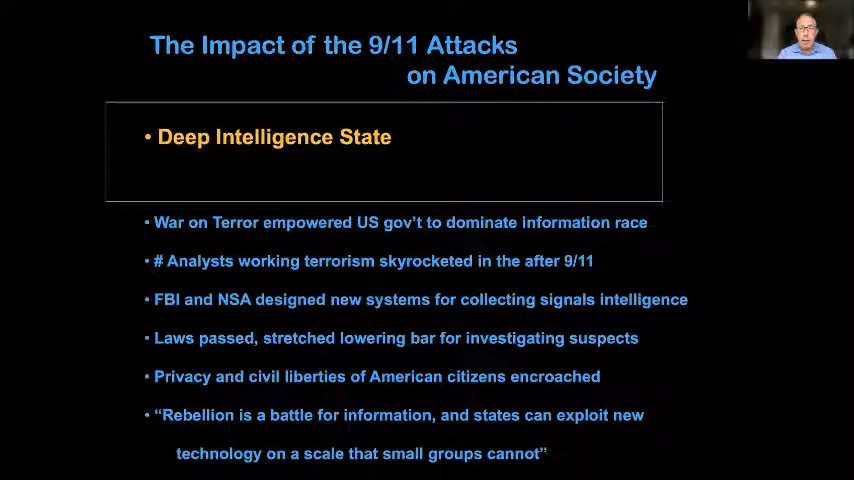 The Impact of the 9/11 Attacks
on American Society
• Deep Intelligence State
• War on Terror empowered US gov’t to dominate information race
• # Analysts working terrorism skyrocketed in the after 9/11
• FBI and NSA designed new systems for collecting signals intelligence
• Laws passed, stretched lowering bar for investigating suspects
• Privacy and civil liberties of American citizens encroached
• “Rebellion is a battle for information, and states can exploit new
technology on a scale that small groups cannot”